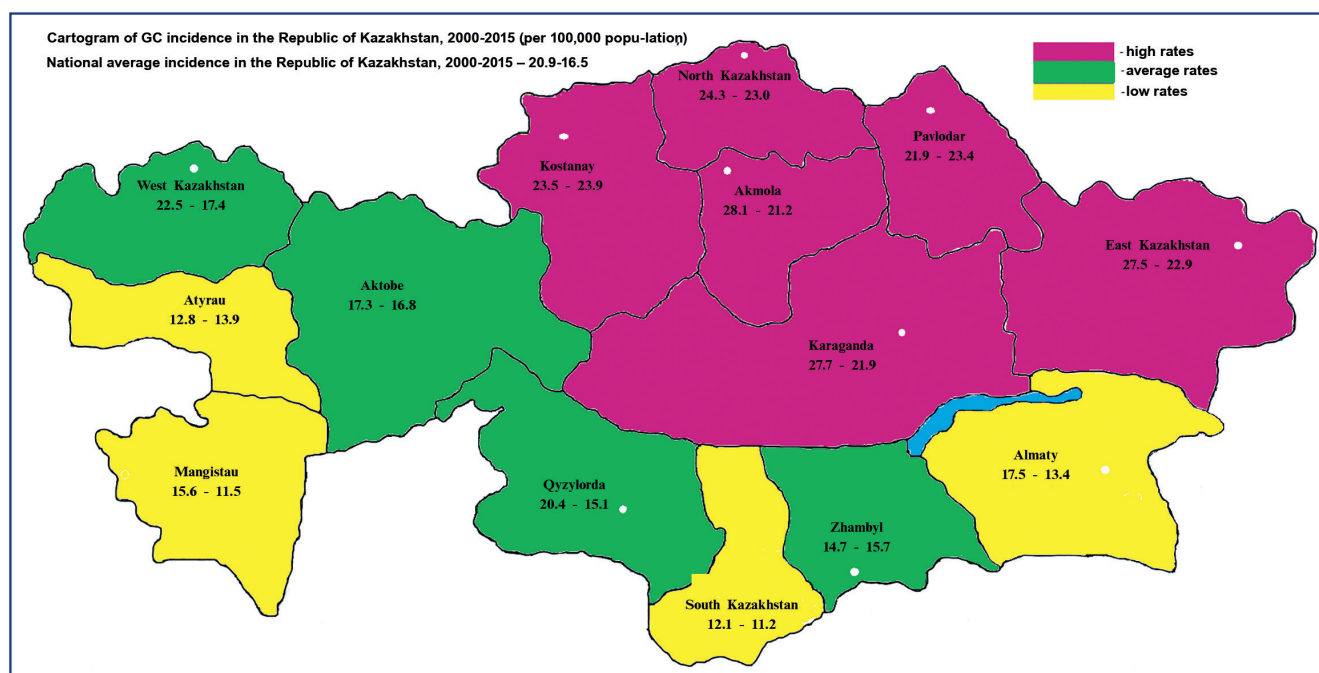 Cartogram of GC incidence in the Republic of Kazakhstan, 2000-2015 (per 100,000 popu-lation)
National average incidence in the Republic of Kazakhstan, 2000-2015 – 20.9-16.5
- high rates
- average rates
- low rates
North Kazakhstan
24.3 - 23.0
Pavlodar
21.9 - 23.4
Kostanay
23.5 - 23.9
Akmola
28.1 - 21.2
West Kazakhstan
22.5 - 17.4
East Kazakhstan
27.5 - 22.9
Aktobe
17.3 - 16.8
Atyrau
12.8 - 13.9
Karaganda
27.7 - 21.9
Almaty
17.5 - 13.4
Mangistau
15.6 - 11.5
Qyzylorda
20.4 - 15.1
Zhambyl
14.7 - 15.7
South Kazakhstan
12.1 - 11.2